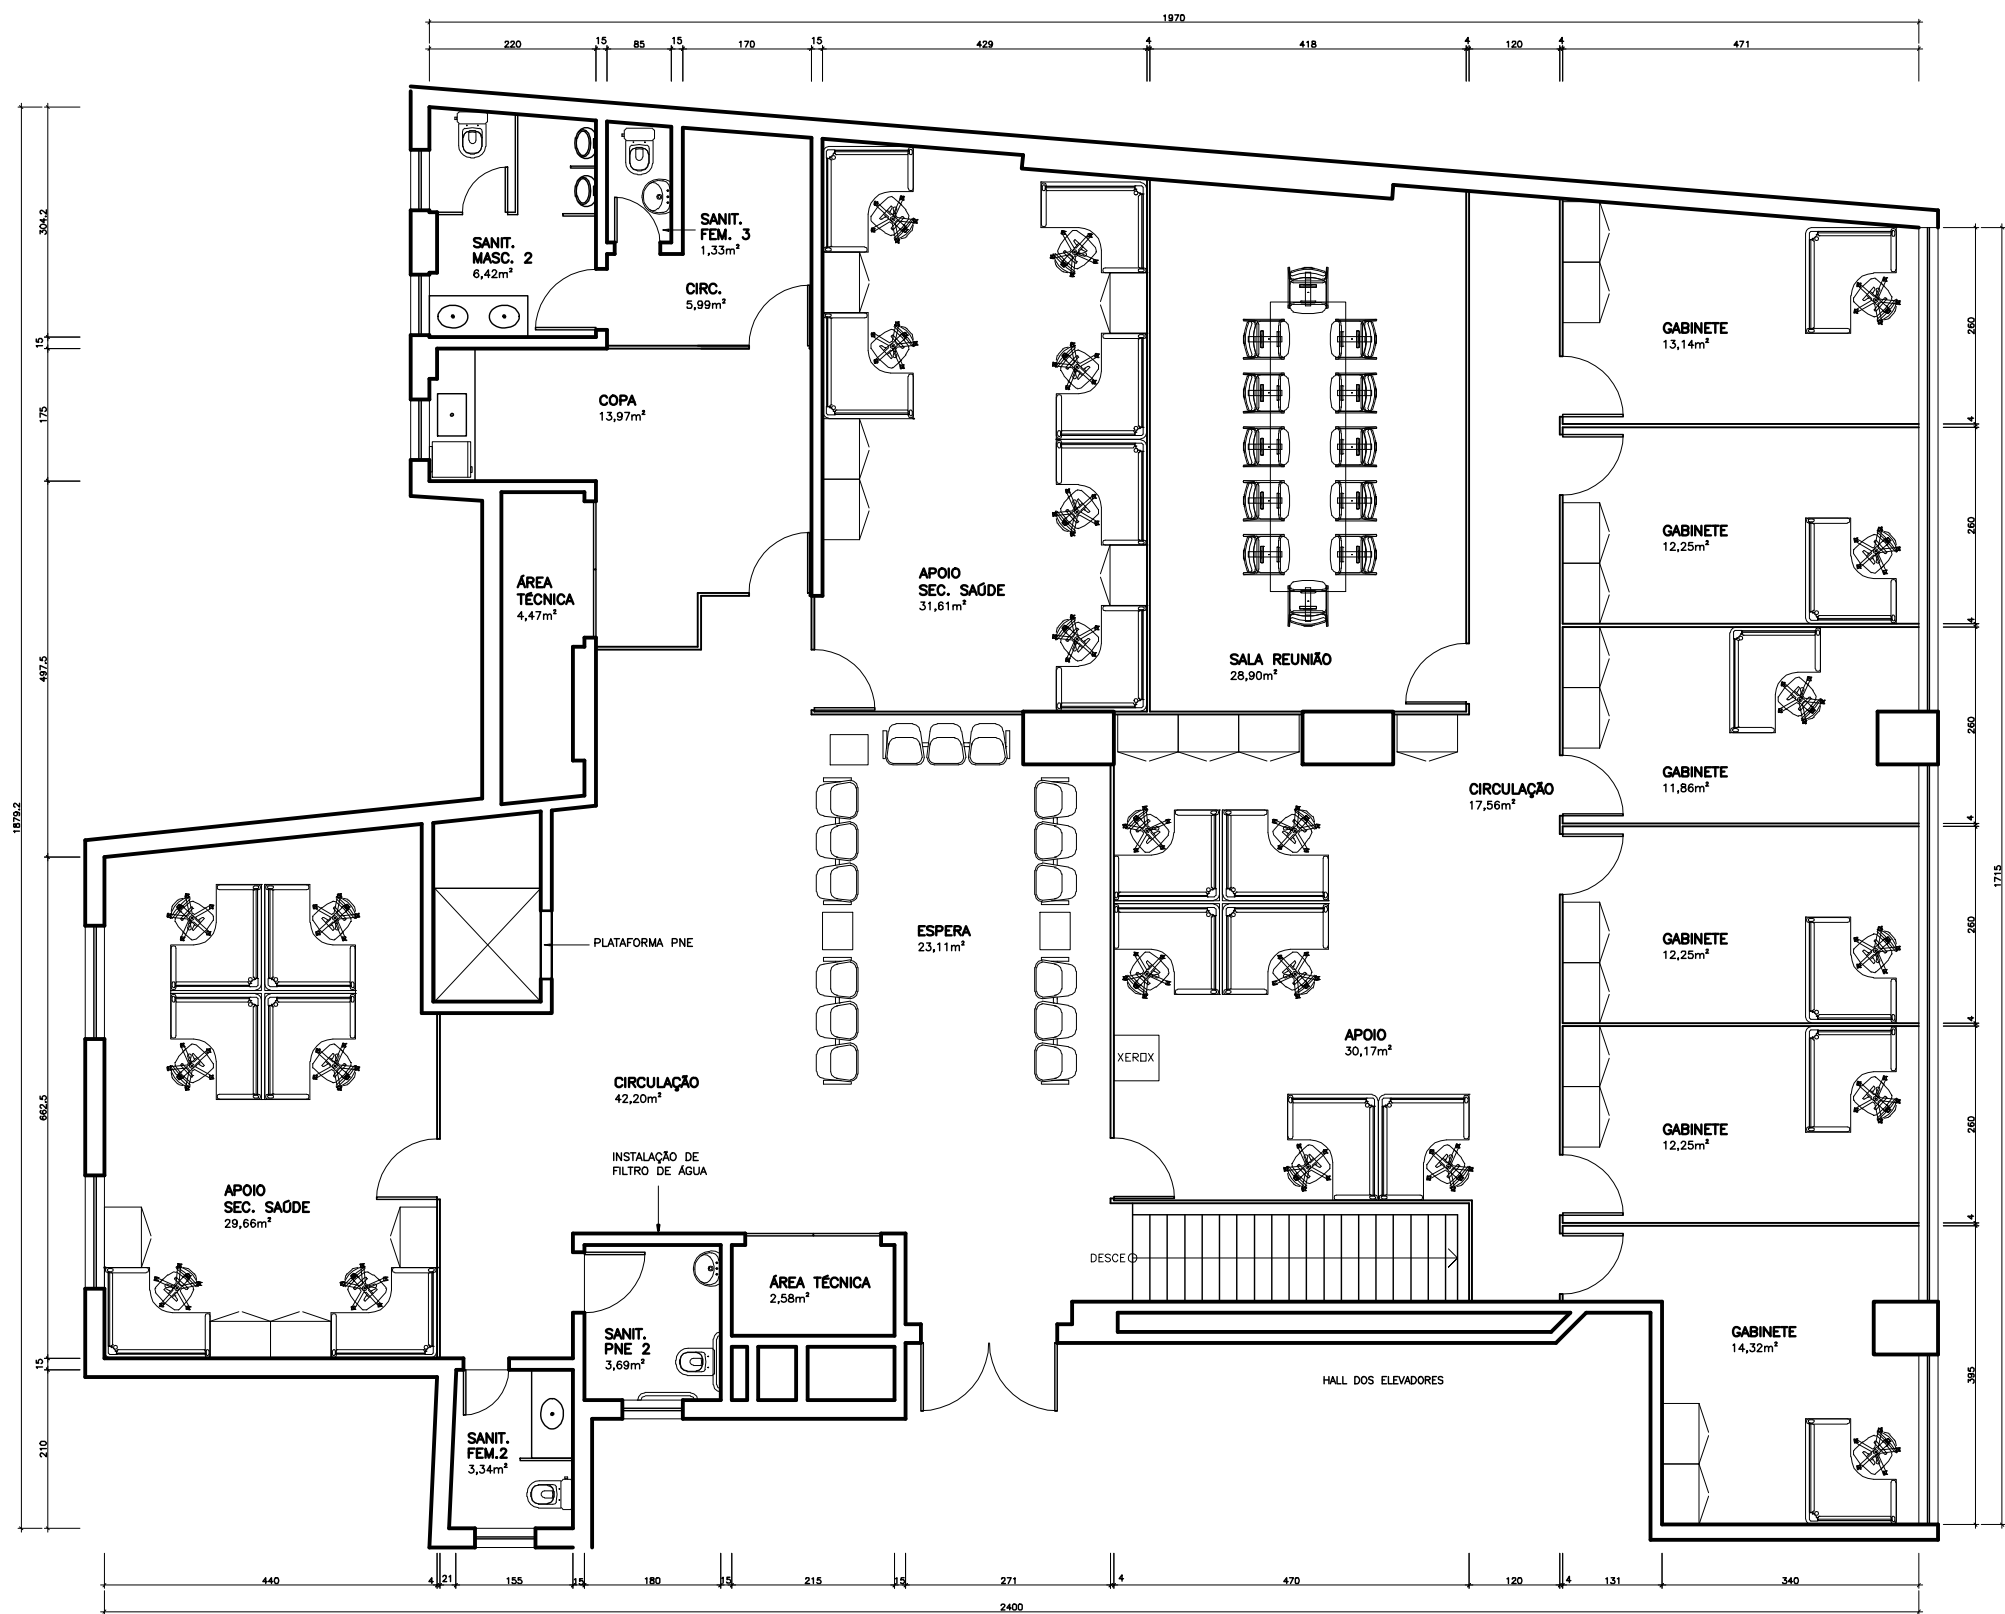 1970
220
15
85
15
170
15
429
4
418
4
120
4
471
304.2
15
175
497.5
1879.2
662.5
15
210
SANIT.
MASC. 2
6,42m²
SANIT.
FEM. 3
1,33m²
CIRC.
5,99m²
COPA
13,97m²
ÁREA
TÉCNICA
4,47m²
APOIO
SEC. SAÚDE
31,61m²
SALA REUNIÃO
28,90m²
GABINETE
13,14m²
GABINETE
12,25m²
GABINETE
11,86m²
CIRCULAÇÃO
17,56m²
GABINETE
12,25m²
GABINETE
12,25m²
GABINETE
14,32m²
PLATAFORMA PNE
ESPERA
23,11m²
XEROX
APOIO
30,17m²
CIRCULAÇÃO
42,20m²
INSTALAÇÃO DE
FILTRO DE ÁGUA
APOIO
SEC. SAÚDE
29,66m²
DESCE
ÁREA TÉCNICA
2,58m²
SANIT.
PNE 2
3,69m²
HALL DOS ELEVADORES
SANIT.
FEM.2
3,34m²
260
4
260
4
260
4
260
4
260
4
395
1715
440
4
21
155
15
180
15
215
15
271
4
470
120
4
131
340
2400